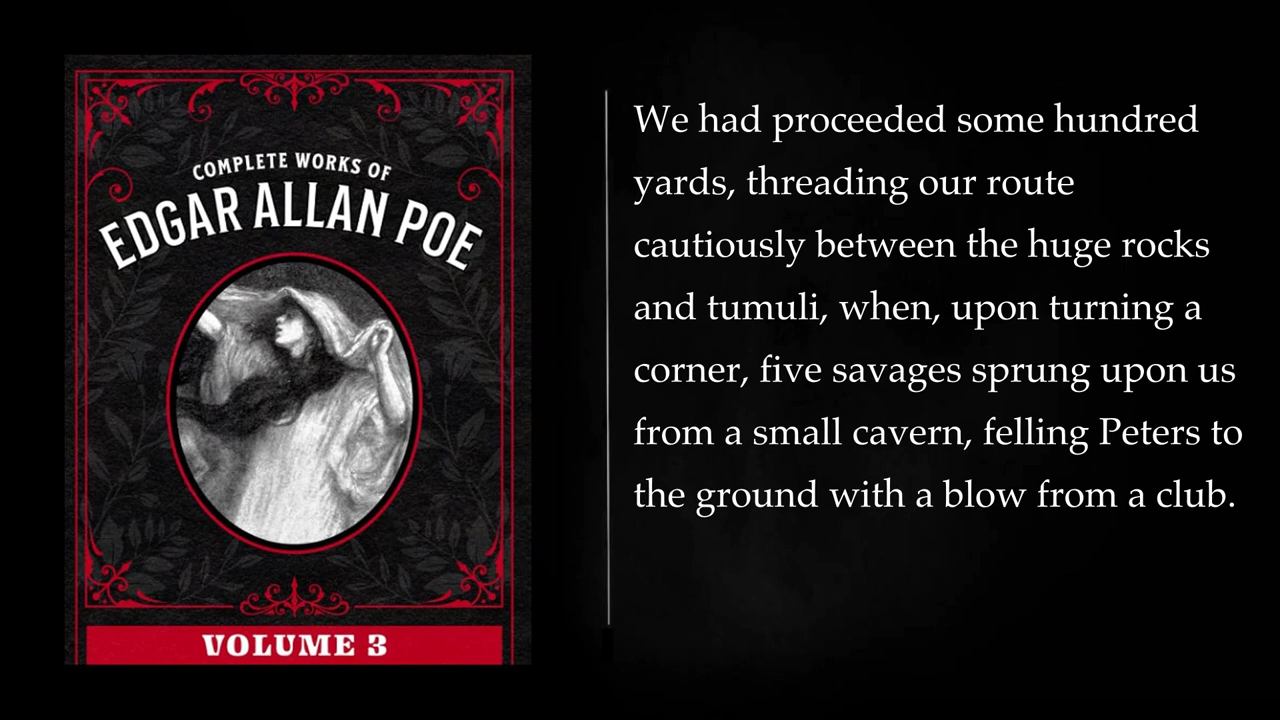 COMPLETE WORKS OF
EDGAR ALLAN POE
VOLUME 3
We had proceeded some hundred
yards, threading our route
cautiously between the huge rocks
and tumuli, when, upon turning a
corner, five savages sprung upon us
from a small cavern, felling Peters to
the ground with a blow from a club.